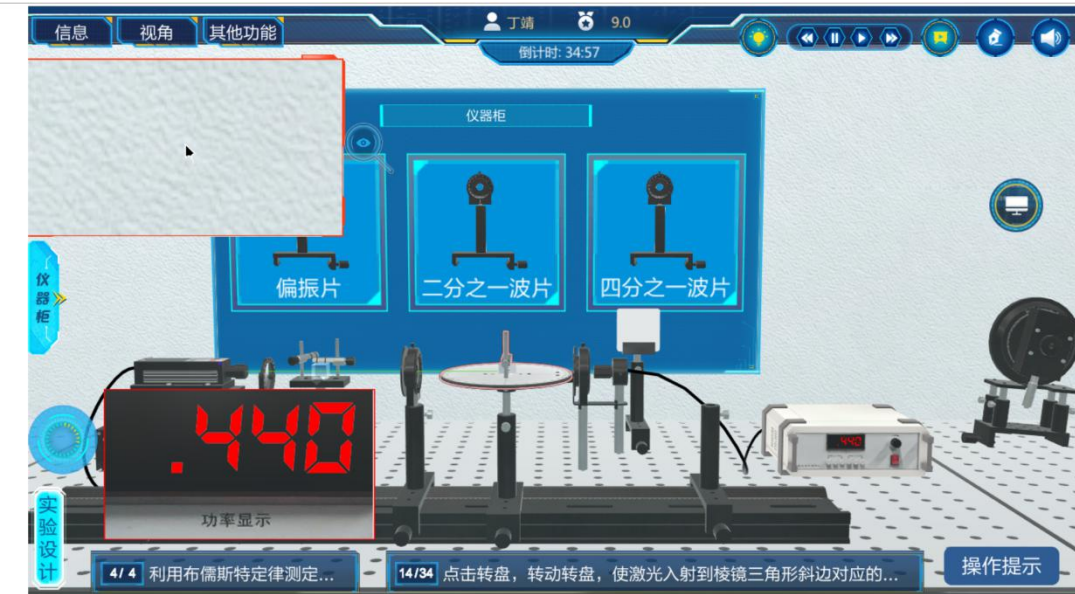 信息
视角
其他功能
丁靖
9.0
倒计时: 34:57
仪器柜
偏振片
二分之一波片
四分之一波片
仪器柜
.440
功率显示
440
实验设计
4/4 利用布儒斯特定律测定...
14/34 点击转盘，转动转盘，使激光入射到棱镜三角形斜边对应的...
操作提示